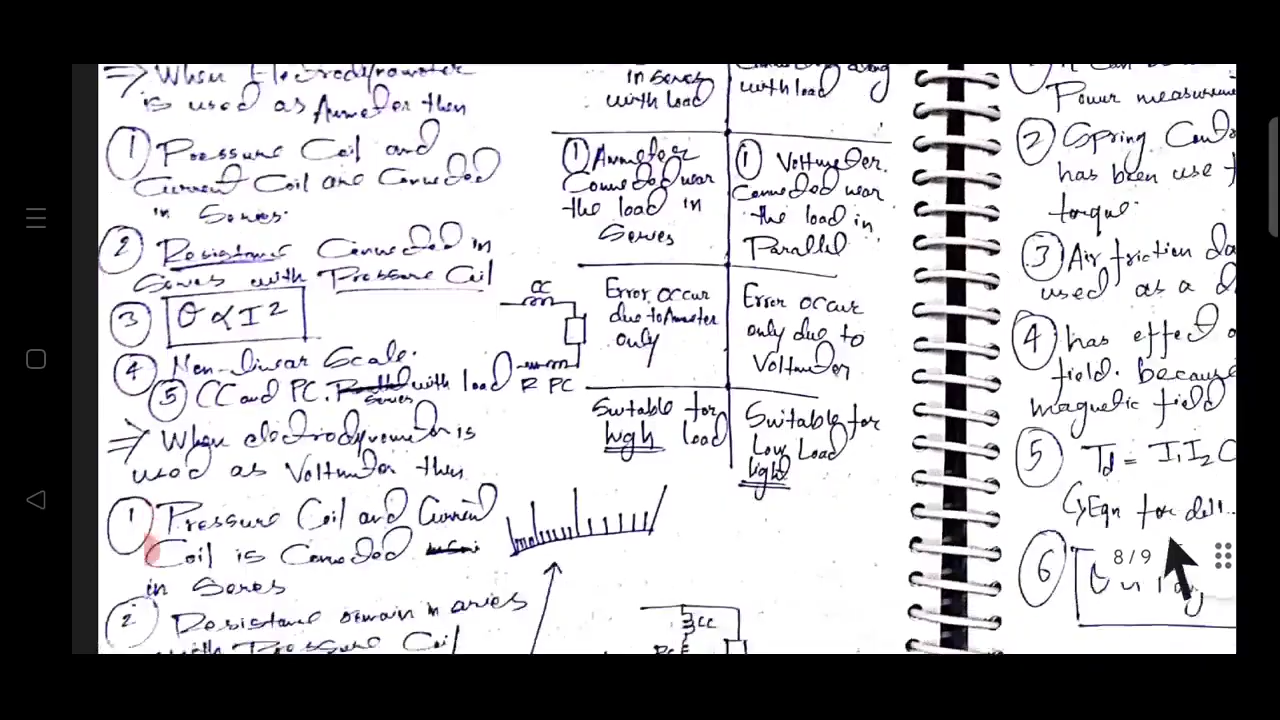 ⇒ When Electrodynamometer
is used as Ammeter then
① Pressure Coil and
Current Coil are Connected
in Series.
② Resistance Connected in
Series with Pressure Coil
③ θ ∝ I²
④ Non-linear Scale.
⑤ CC and PC. with load
series
⇒ When electrodynamometer is
used as Voltmeter then
① Pressure Coil and Current
Coil is Connected
in Series
② Resistance remain in series
with Pressure Coil
CC
R PC
in series
with load
① Ammeter
Connected near
the load in
Series
Error occur
due to Ammeter
only
Suitable for
high load
with load
① Voltmeter
Connected near
the load in
Parallel
Error occur
only due to
Voltmeter
Suitable for
Low Load
light
CC
PC
Power measurem
② Spring Cont
has been use
torque.
③ Air friction da
used as a d
④ has effect o
field. because
magnetic field
⑤ Td = I₁I₂ C
Eqn for
8/9
⑥